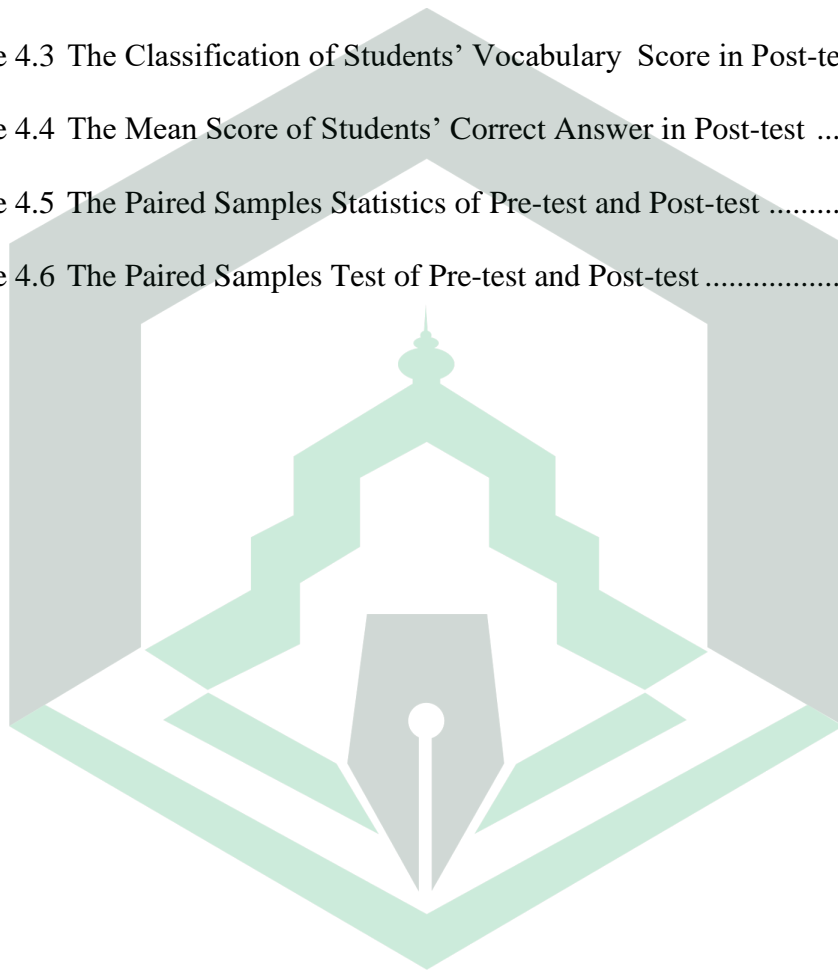 e 4.3 The Classification of Students’ Vocabulary  Score in Post-te
e 4.4 The Mean Score of Students’ Correct Answer in Post-test ...
e 4.5 The Paired Samples Statistics of Pre-test and Post-test .........
e 4.6 The Paired Samples Test of Pre-test and Post-test .................